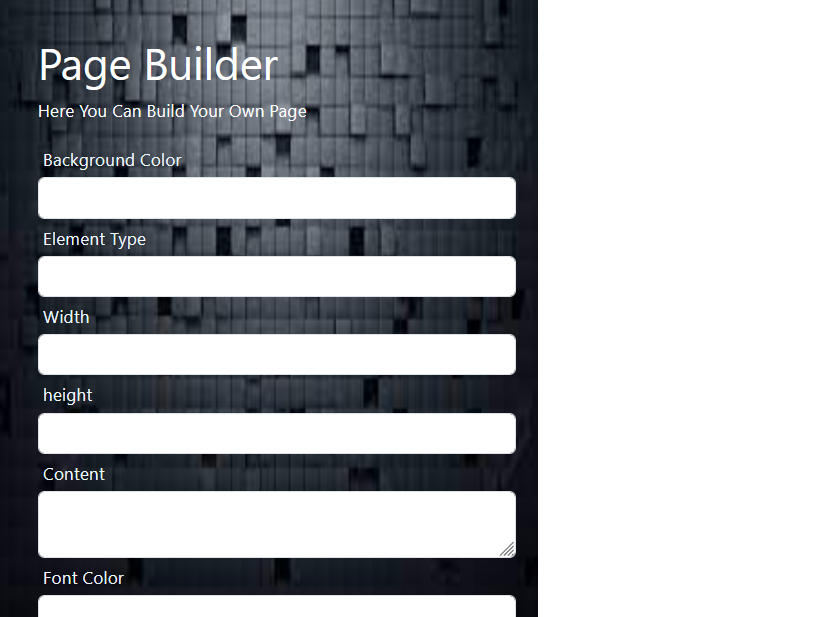 Page Builder
Here You Can Build Your Own Page
Background Color
Element Type
Width
height
Content
Font Color